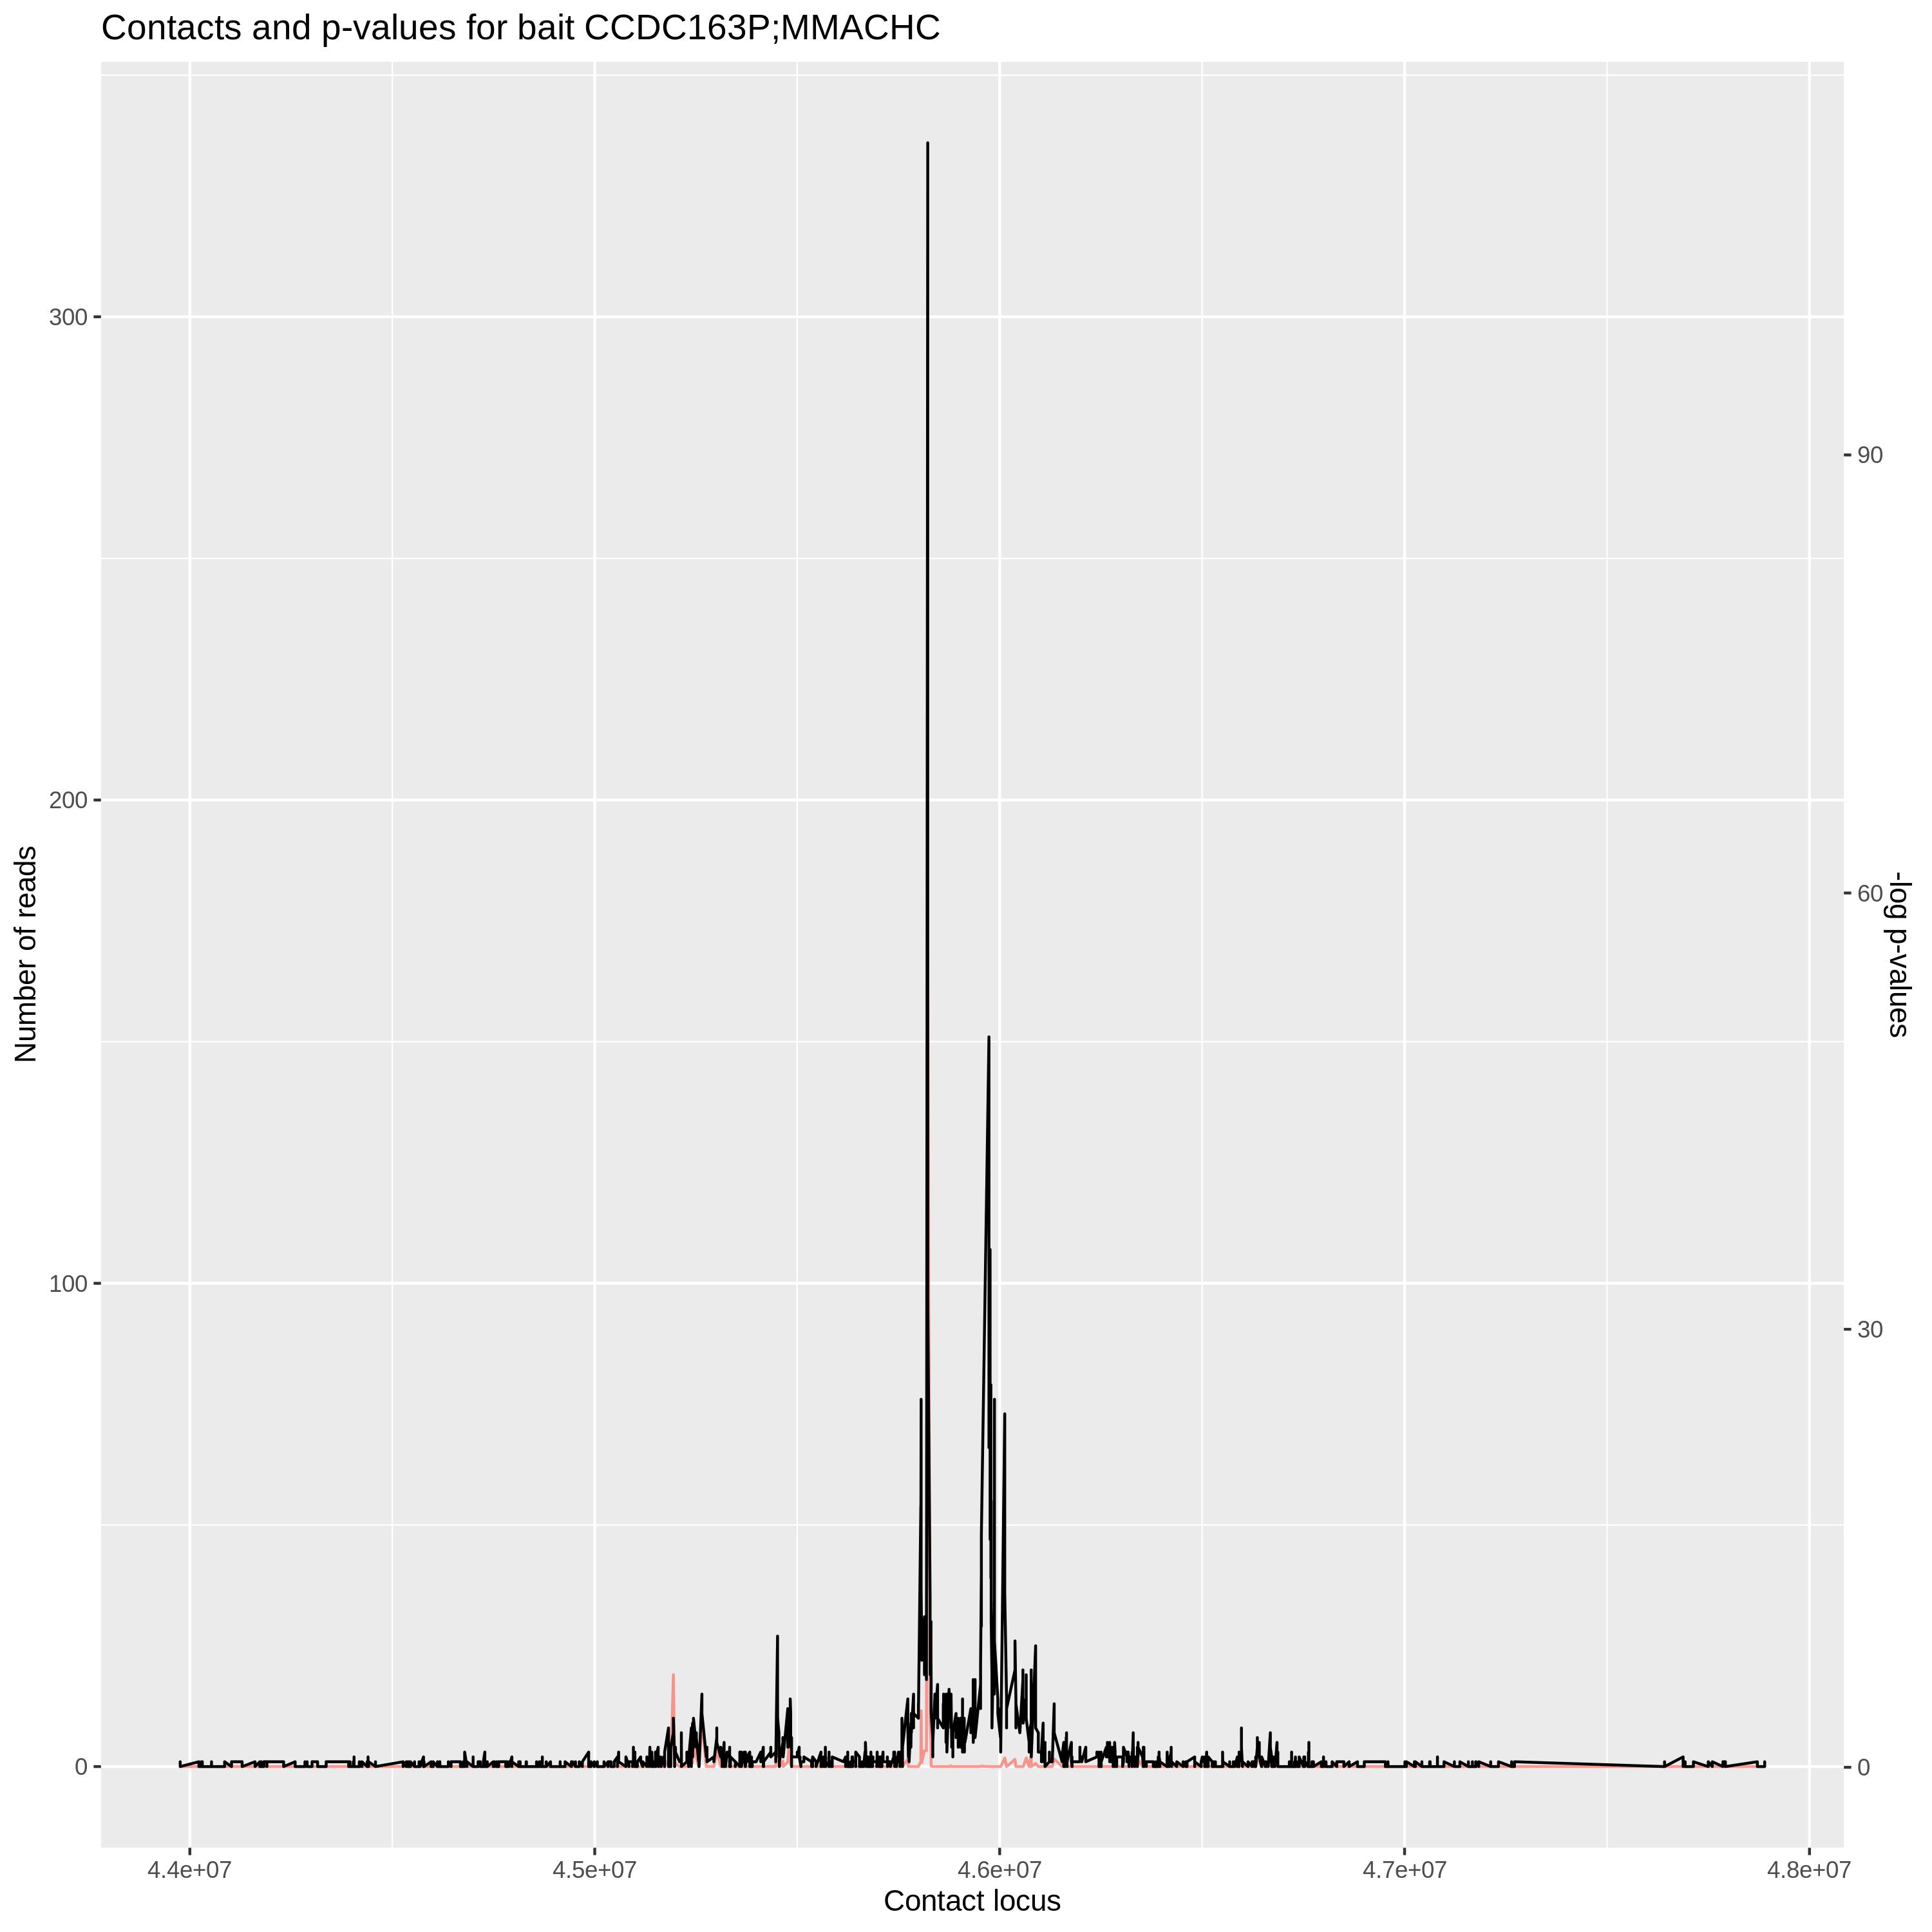 Contacts and p-values for bait CCDC163P;MMACHC
300
200
100
0
Number of reads
90
60
30
0
-log p-values
4.4e+07
4.5e+07
4.6e+07
4.7e+07
4.8e+07
Contact locus